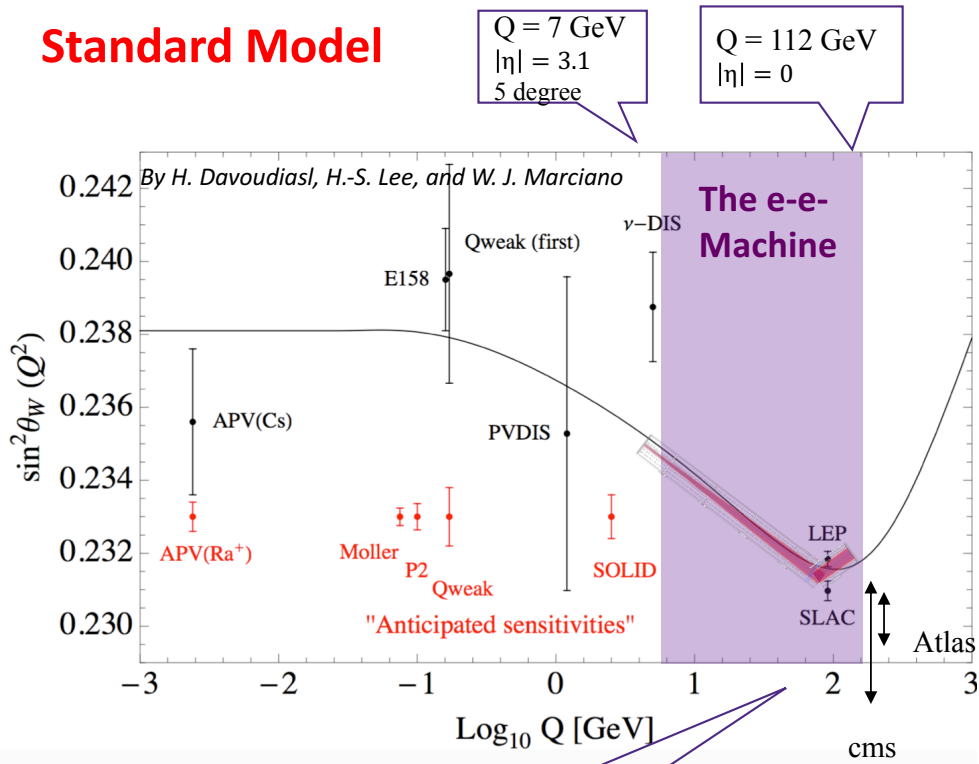 Standard Model
Q = 7 GeV
|η| = 3.1
5 degree
Q = 112 GeV
|η| = 0
By H. Davoudiasl, H.-S. Lee, and W. J. Marciano
The e-e-
Machine
0.242
0.240
0.238
0.236
0.234
0.232
0.230
sin²θ_W (Q²)
Qweak (first)
ν−DIS
E158
APV(Cs)
PVDIS
LEP
APV(Ra⁺)
Moller
P2
Qweak
SOLID
SLAC
"Anticipated sensitivities"
Atlas
−3
−2
−1
0
1
2
3
Log₁₀ Q [GeV]
cms